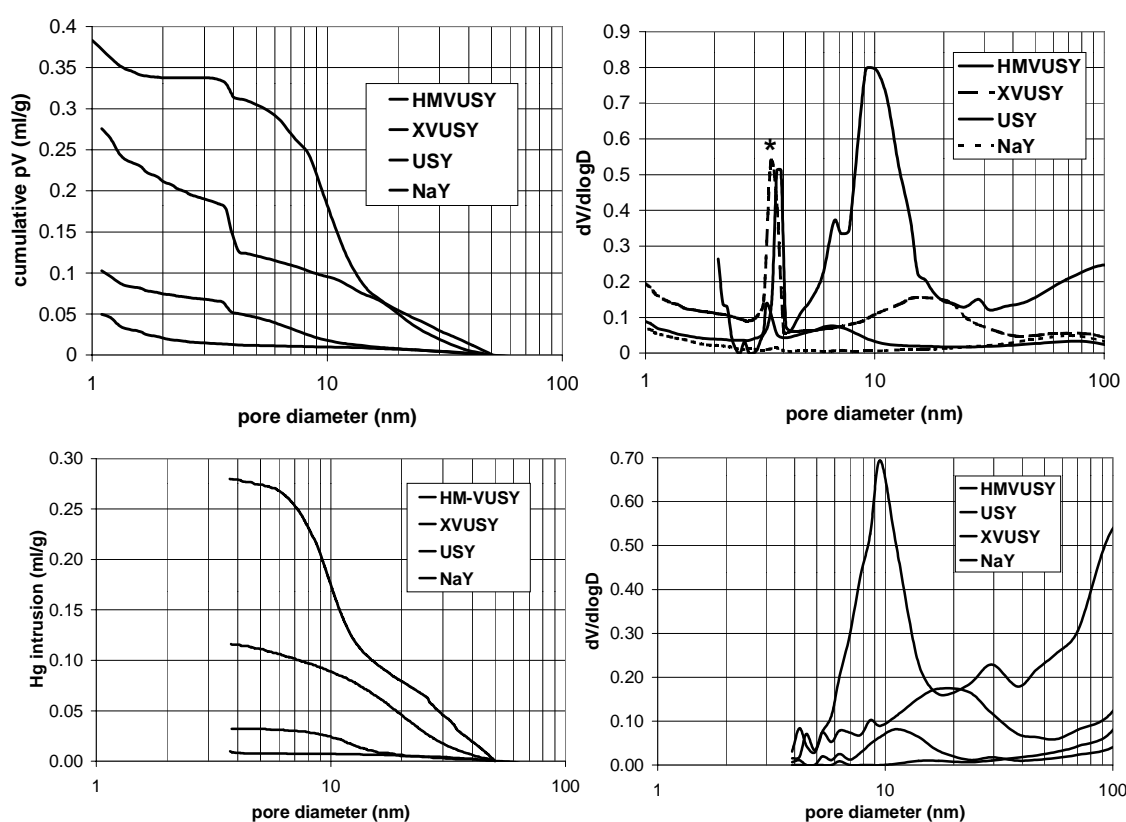 cumulative pV (ml/g)
0.4
0.35
0.3
0.25
0.2
0.15
0.1
0.05
0
1
10
100
pore diameter (nm)
HMVUSY
XVUSY
USY
NaY
dV/dlogD
0.9
0.8
0.7
0.6
0.5
0.4
0.3
0.2
0.1
0
1
10
100
pore diameter (nm)
*
HMVUSY
XVUSY
USY
NaY
Hg intrusion (ml/g)
0.30
0.25
0.20
0.15
0.10
0.05
0.00
1
10
100
pore diameter (nm)
HM-VUSY
XVUSY
USY
NaY
dV/dlogD
0.70
0.60
0.50
0.40
0.30
0.20
0.10
0.00
1
10
100
pore diameter (nm)
HMVUSY
USY
XVUSY
NaY